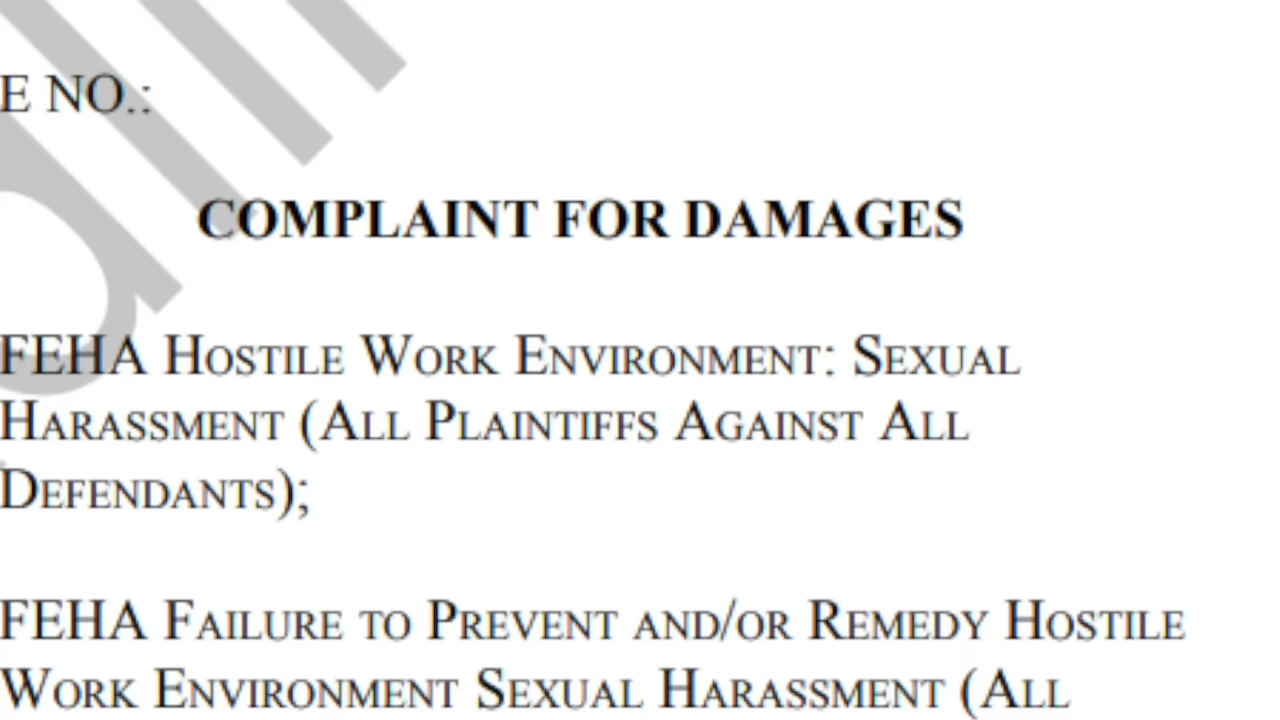 E NO.:
COMPLAINT FOR DAMAGES
FEHA HOSTILE WORK ENVIRONMENT: SEXUAL
HARASSMENT (ALL PLAINTIFFS AGAINST ALL
DEFENDANTS);
FEHA FAILURE TO PREVENT AND/OR REMEDY HOSTILE
WORK ENVIRONMENT SEXUAL HARASSMENT (ALL